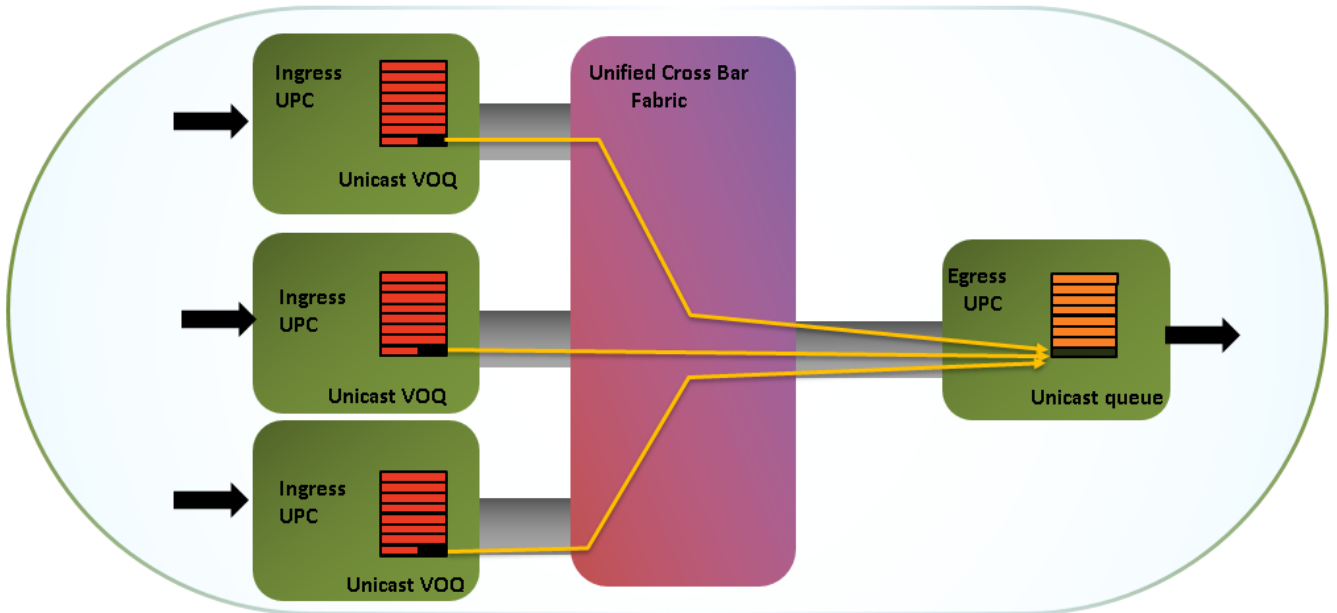 Ingress
UPC
Unicast VOQ
Ingress
UPC
Unicast VOQ
Ingress
UPC
Unicast VOQ
Unified Cross Bar
Fabric
Egress
UPC
Unicast queue